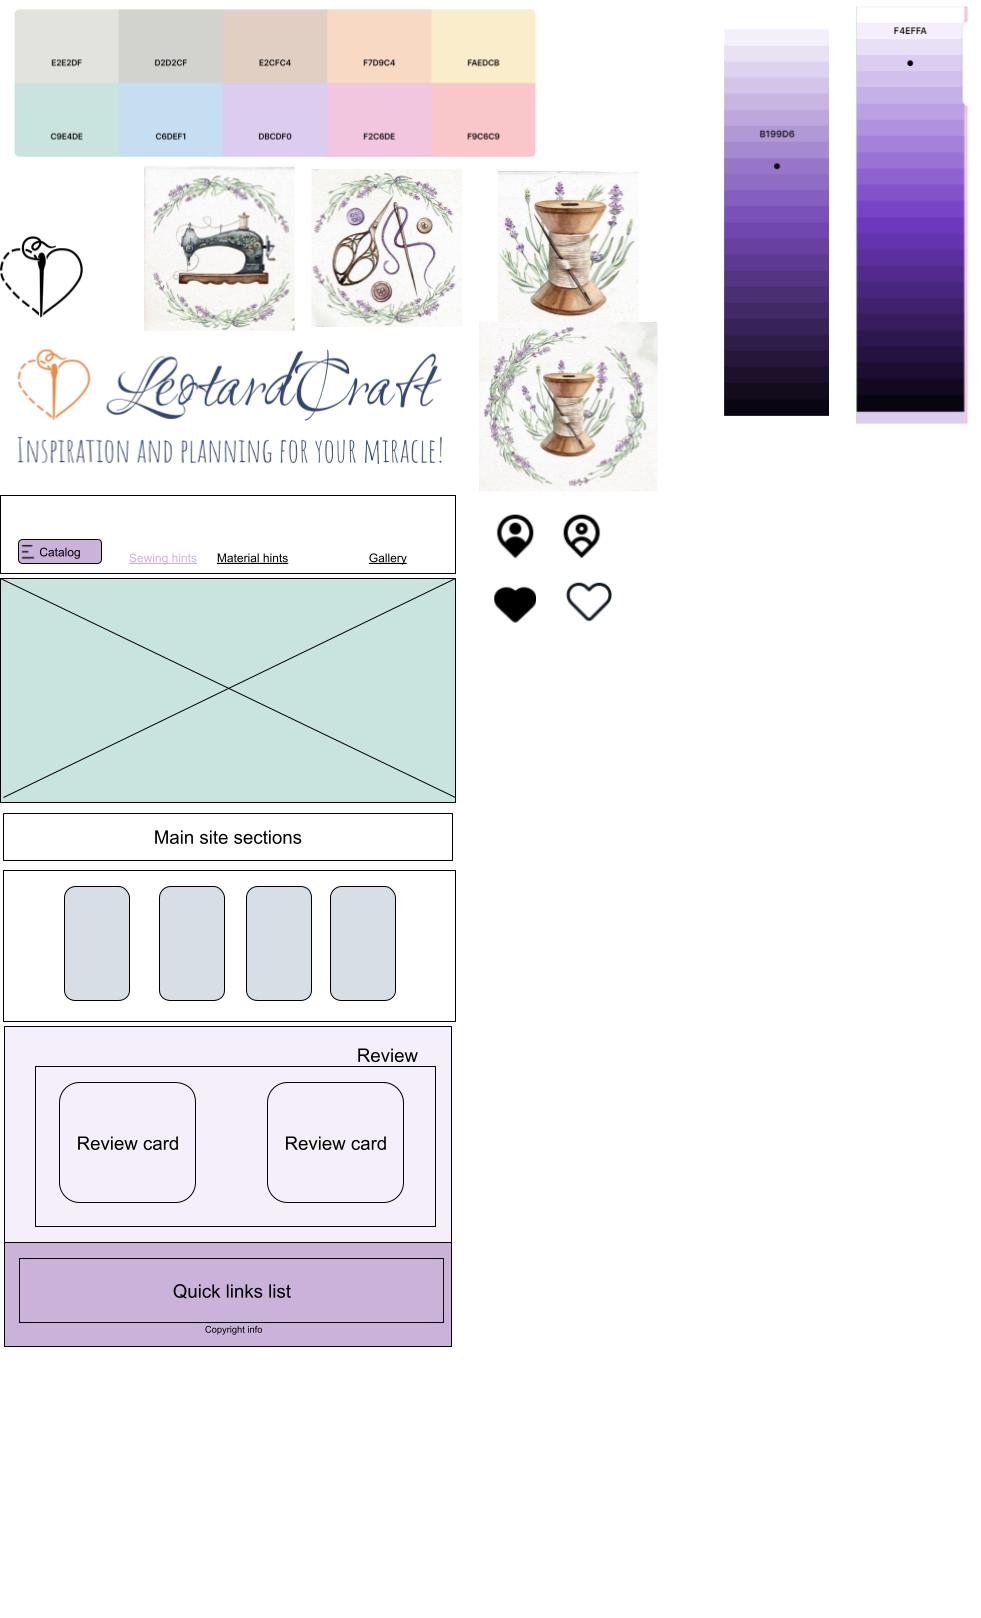 E2E2DF D2D2CF E2CFC4 F7D9C4 FAEDCB
C9E4DE C6DEF1 DBCDF0 F2C6DE F9C6C9
B199D6
F4EFFA
LeotardCraft
INSPIRATION AND PLANNING FOR YOUR MIRACLE!
Catalog Sewing hints Material hints Gallery
Main site sections
Review
Review card Review card
Quick links list
Copyright info